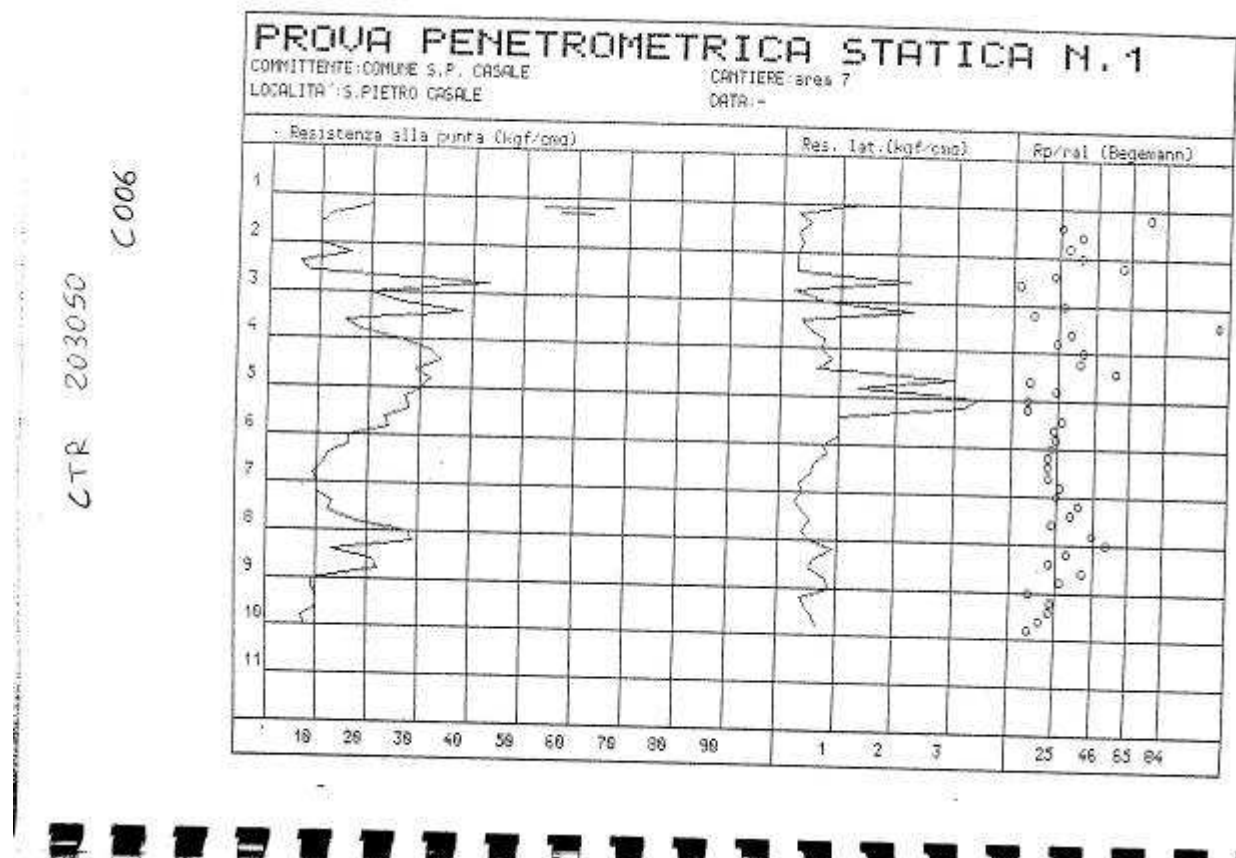 PROVA PENETROMETRICA STATICA N.1
COMMITTENTE:COMUNE S.P. CASALE
CANTIERE:area 7
LOCALITA':S.PIETRO CASALE
DATA:-
- Resistenza alla punta (kgf/cmq)
Res. lat.(kgf/cmq)
Rp/ral (Begemann)
1
2
3
4
5
6
7
8
9
10
11
10 20 30 40 50 60 70 80 90
1 2 3
25 46 63 84
C006
CTR 203050